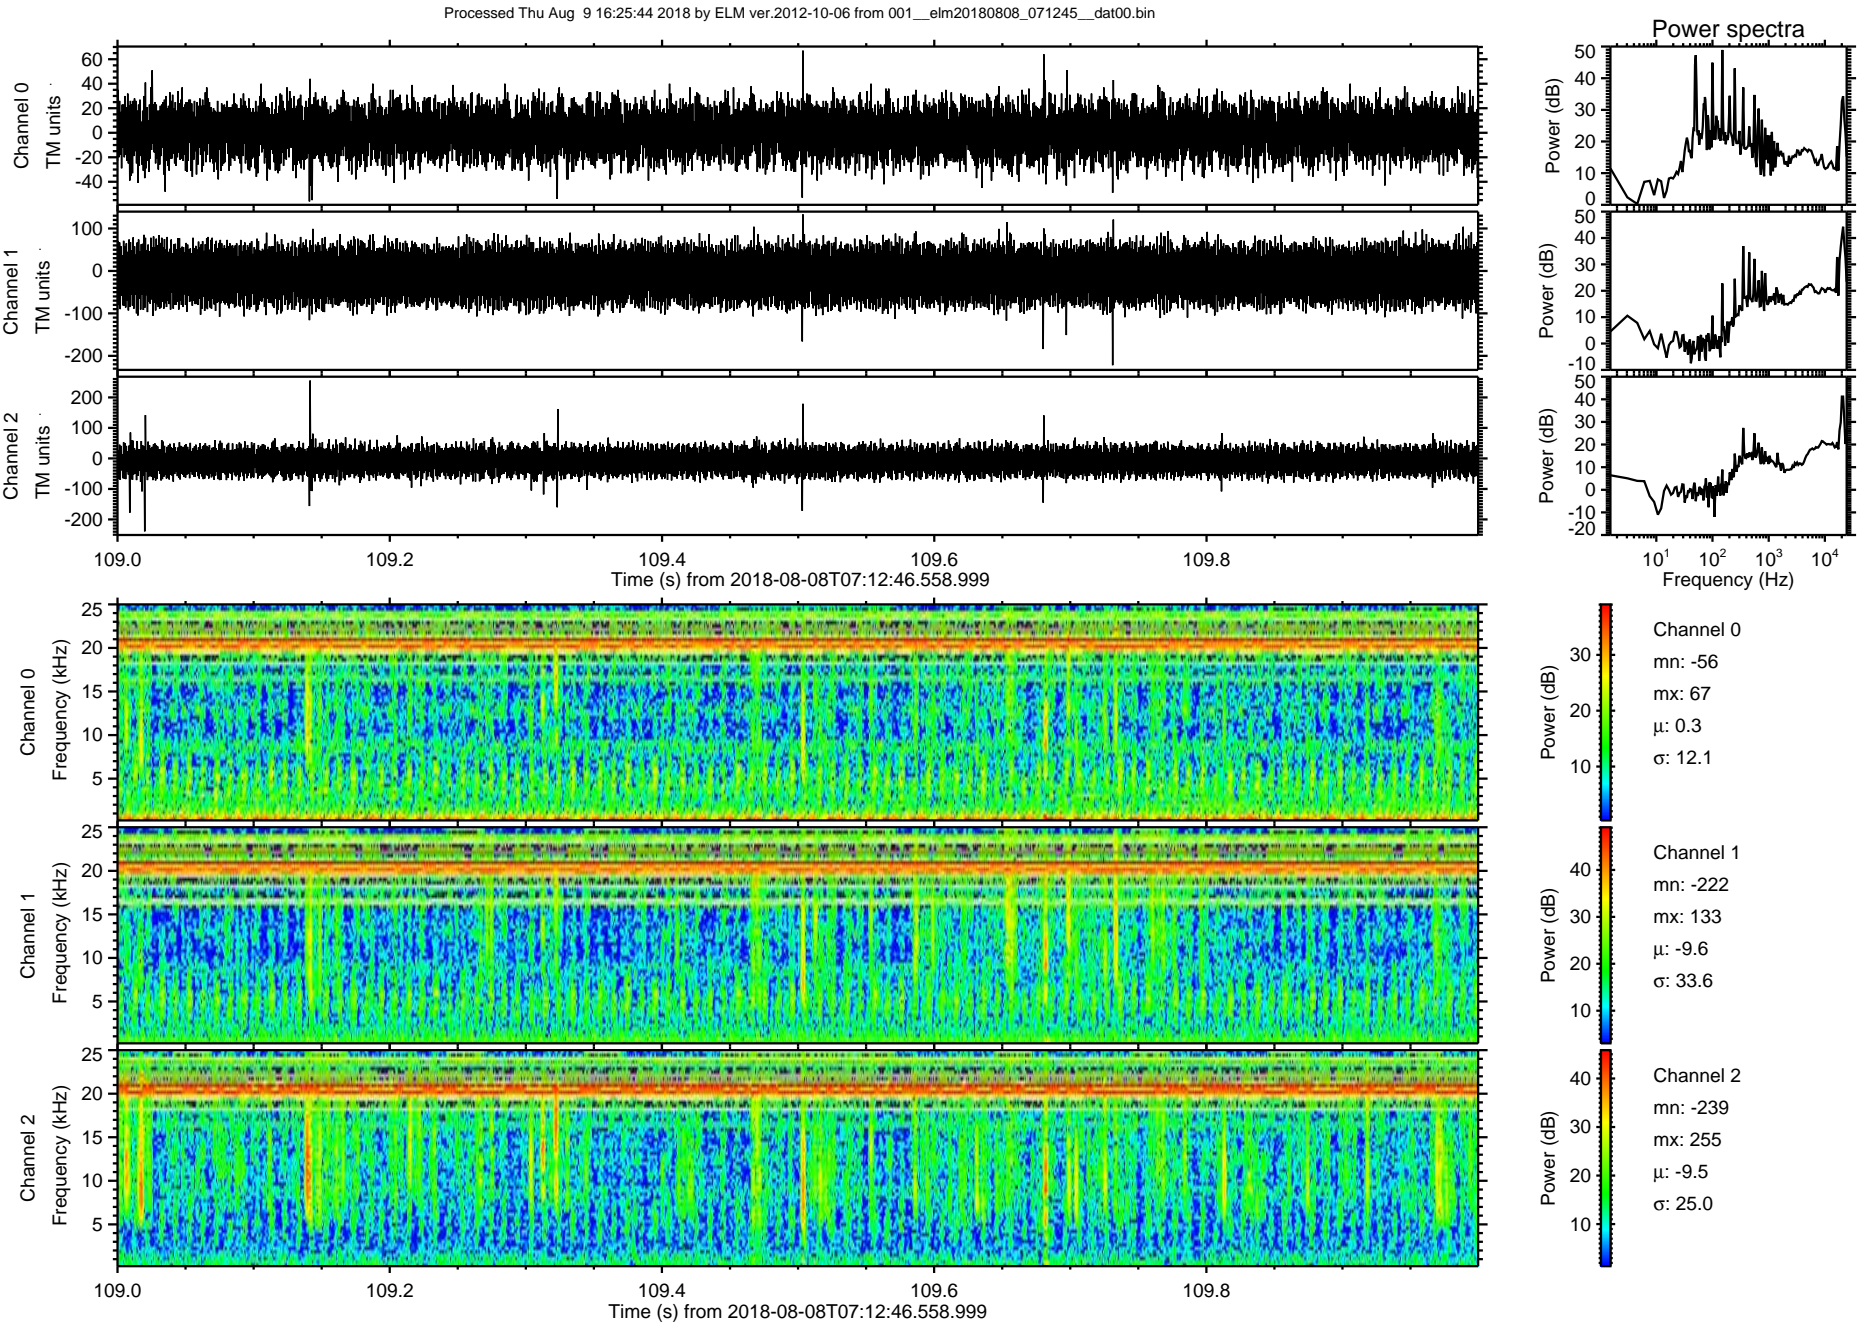 Processed Thu Aug  9 16:25:44 2018 by ELM ver.2012-10-06 from 001__elm20180808_071245__dat00.bin
Power spectra
Channel 0
TM units
60
40
20
0
-20
-40
Power (dB)
50
40
30
20
10
0
Channel 1
TM units
100
0
-100
-200
Power (dB)
50
40
30
20
10
0
-10
Channel 2
TM units
200
100
0
-100
-200
Power (dB)
50
40
30
20
10
0
-10
-20
109.0 109.2 109.4 109.6 109.8
Time (s) from 2018-08-08T07:12:46.558.999
10^1 10^2 10^3 10^4
Frequency (Hz)
Channel 0
Frequency (kHz)
25
20
15
10
5
Power (dB)
30
20
10
Channel 0
mn: -56
mx: 67
µ: 0.3
σ: 12.1
Channel 1
Frequency (kHz)
25
20
15
10
5
Power (dB)
40
30
20
10
Channel 1
mn: -222
mx: 133
µ: -9.6
σ: 33.6
Channel 2
Frequency (kHz)
25
20
15
10
5
Power (dB)
40
30
20
10
Channel 2
mn: -239
mx: 255
µ: -9.5
σ: 25.0
109.0 109.2 109.4 109.6 109.8
Time (s) from 2018-08-08T07:12:46.558.999